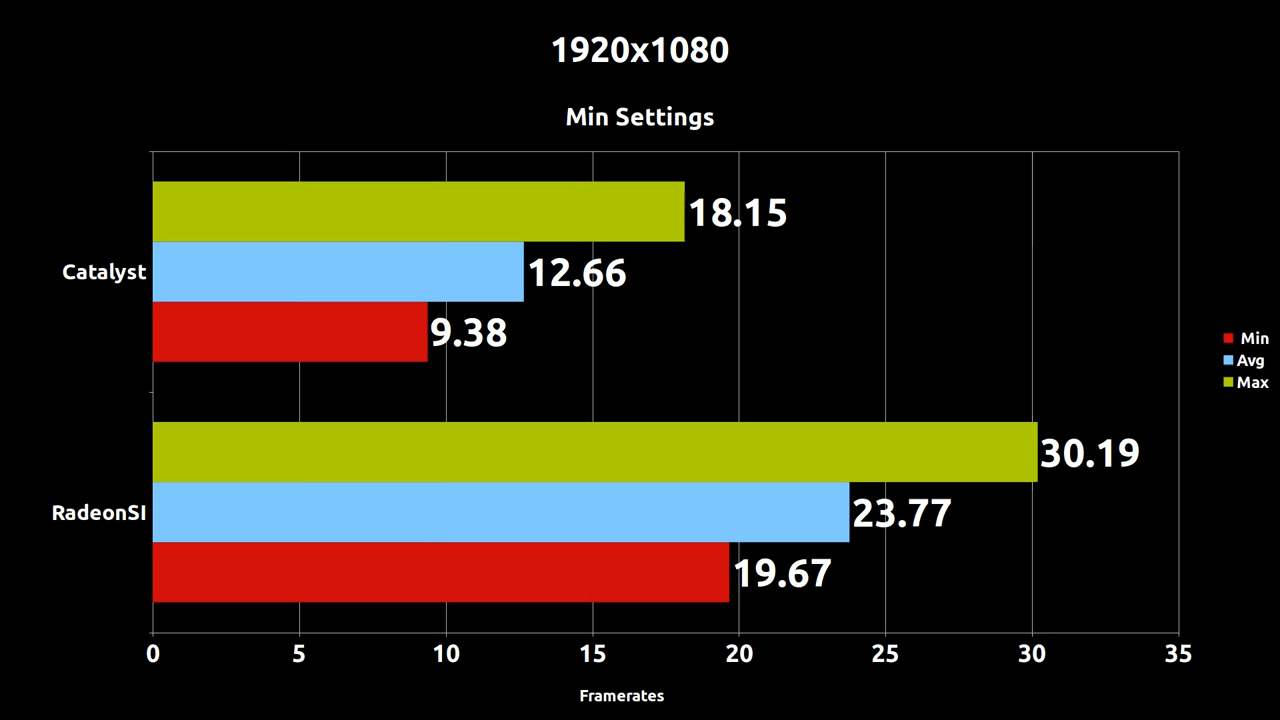 1920x1080
Min Settings
18.15
Catalyst
12.66
9.38
Min
Avg
Max
30.19
RadeonSI
23.77
19.67
0 5 10 15 20 25 30 35
Framerates